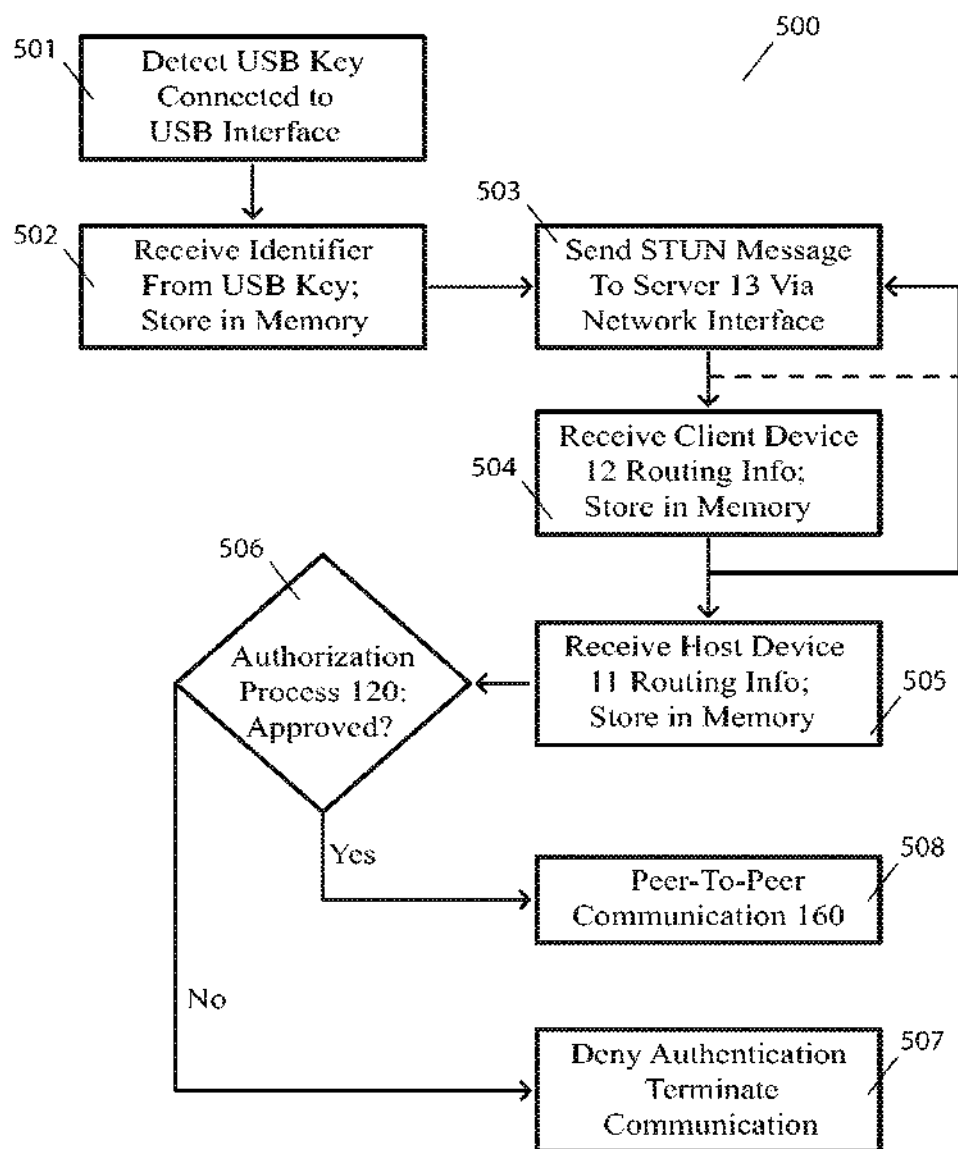 500
501
Detect USB Key
Connected to
USB Interface
502
Receive Identifier
From USB Key;
Store in Memory
503
Send STUN Message
To Server 13 Via
Network Interface
504
Receive Client Device
12 Routing Info;
Store in Memory
505
Receive Host Device
11 Routing Info;
Store in Memory
506
Authorization
Process 120:
Approved?
Yes
508
Peer-To-Peer
Communication 160
No
507
Deny Authentication
Terminate
Communication